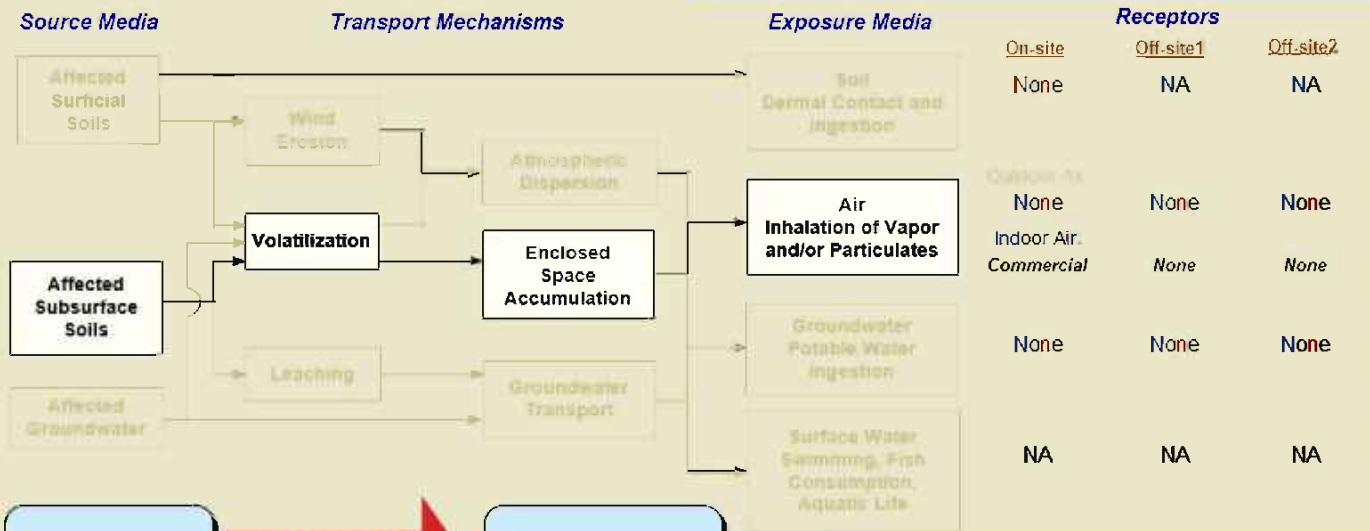 Source Media
Transport Mechanisms
Exposure Media
Receptors
On-site
Off-site1
Off-site2
Affected
Surficial
Soils
Soil
Dermal Contact and
Ingestion
None
NA
NA
Wind
Erosion
Atmospheric
Dispersion
Outdoor Air
Air
Inhalation of Vapor
and/or Particulates
None
None
None
Volatilization
Indoor Air:
Enclosed
Space
Accumulation
Commercial
None
None
Affected
Subsurface
Soils
Groundwater
Potable Water
Ingestion
None
None
None
Leaching
Groundwater
Transport
Affected
Groundwater
Surface Water
Swimming, Fish
Consumption,
Aquatic Life
NA
NA
NA